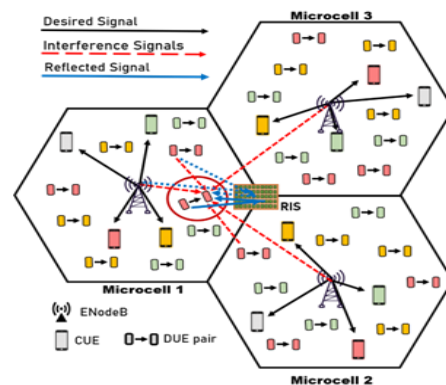 Microcell 3
Desired Signal
Interference Signals
Reflected Signal
RIS
Microcell 1
ENodeB
CUE
DUE pair
Microcell 2